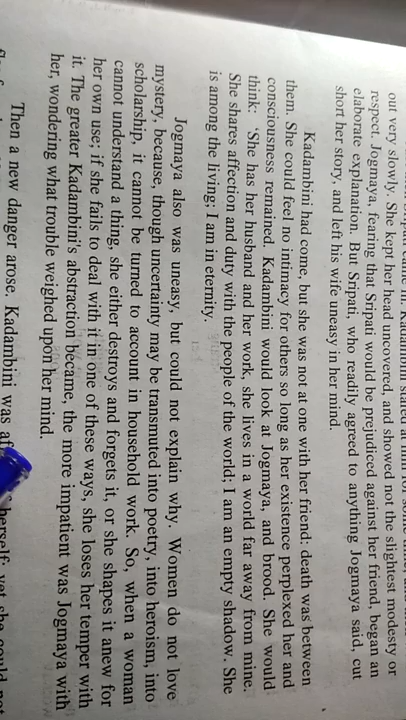 out very slowly. She kept her head uncovered, and showed not the slightest modesty or
respect. Jogmaya, fearing that Sripati would be prejudiced against her friend, began an
elaborate explanation. But Sripati, who readily agreed to anything Jogmaya said, cut
short her story, and left his wife uneasy in her mind.
Kadambini had come, but she was not at one with her friend: death was between
them. She could feel no intimacy for others so long as her existence perplexed her and
consciousness remained. Kadambini would look at Jogmaya, and brood. She would
think: 'She has her husband and her work, she lives in a world far away from mine.
She shares affection and duty with the people of the world; I am an empty shadow. She
is among the living; I am in eternity.
Jogmaya also was uneasy, but could not explain why. Women do not love
mystery, because, though uncertainty may be transmuted into poetry, into heroism, into
scholarship, it cannot be turned to account in household work. So, when a woman
cannot understand a thing, she either destroys and forgets it, or she shapes it anew for
her own use; if she fails to deal with it in one of these ways, she loses her temper with
it. The greater Kadambini's abstraction became, the more impatient was Jogmaya with
her, wondering what trouble weighed upon her mind.
Then a new danger arose. Kadambini was
herself; yet she could not